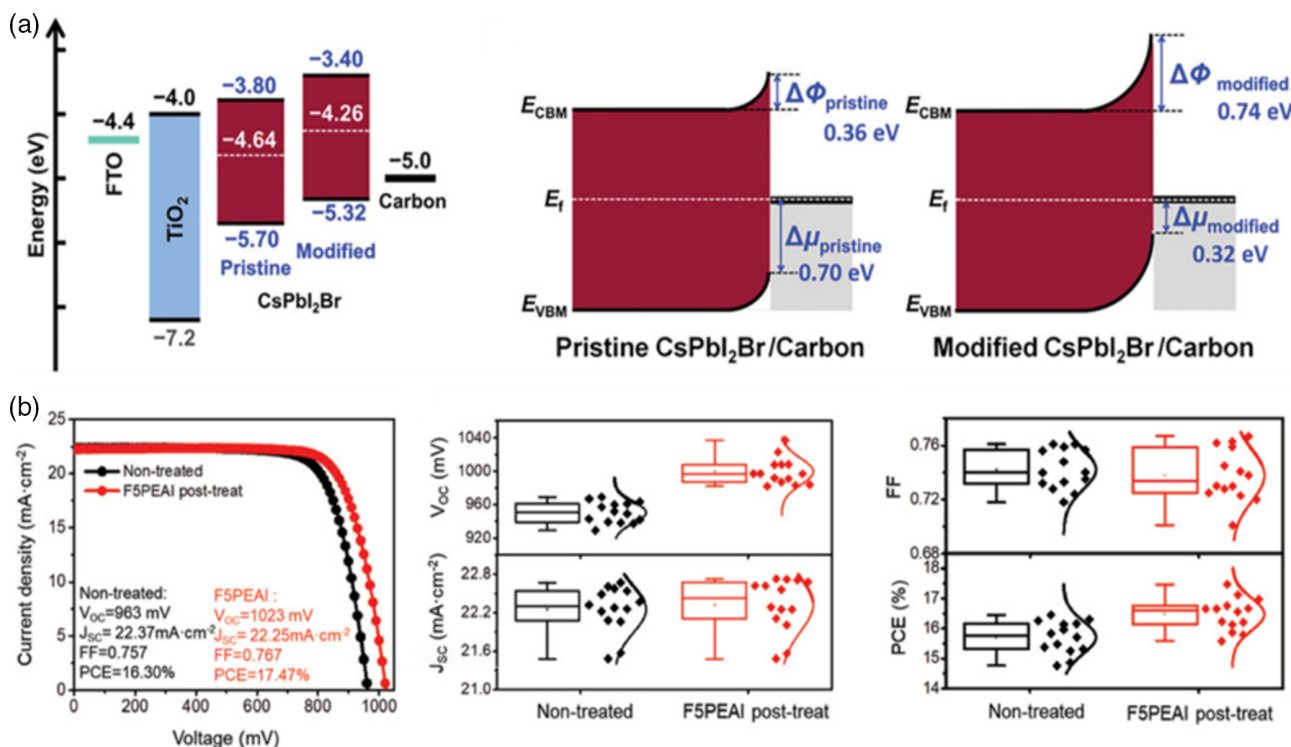 (a)
Energy (eV)
−4.4
FTO
−4.0
TiO2
−7.2
−3.80
−4.64
−5.70
Pristine
−3.40
−4.26
−5.32
Modified
CsPbI2Br
−5.0
Carbon
ECBM
Ef
EVBM
ΔΦpristine
0.36 eV
Δμpristine
0.70 eV
Pristine CsPbI2Br/Carbon
ECBM
Ef
EVBM
ΔΦmodified
0.74 eV
Δμmodified
0.32 eV
Modified CsPbI2Br/Carbon
(b)
Current density (mA·cm-2)
25
20
15
10
5
0
Non-treated
F5PEAI post-treat
Non-treated:
VOC=963 mV
JSC= 22.37mA·cm-2
FF=0.757
PCE=16.30%
F5PEAI :
VOC=1023 mV
JSC= 22.25mA·cm-2
FF=0.767
PCE=17.47%
0 200 400 600 800 1000
Voltage (mV)
VOC (mV)
1040
1000
960
920
JSC (mA·cm-2)
22.8
22.2
21.6
21.0
Non-treated F5PEAI post-treat
FF
0.76
0.72
0.68
PCE (%)
18
17
16
15
14
Non-treated F5PEAI post-treat